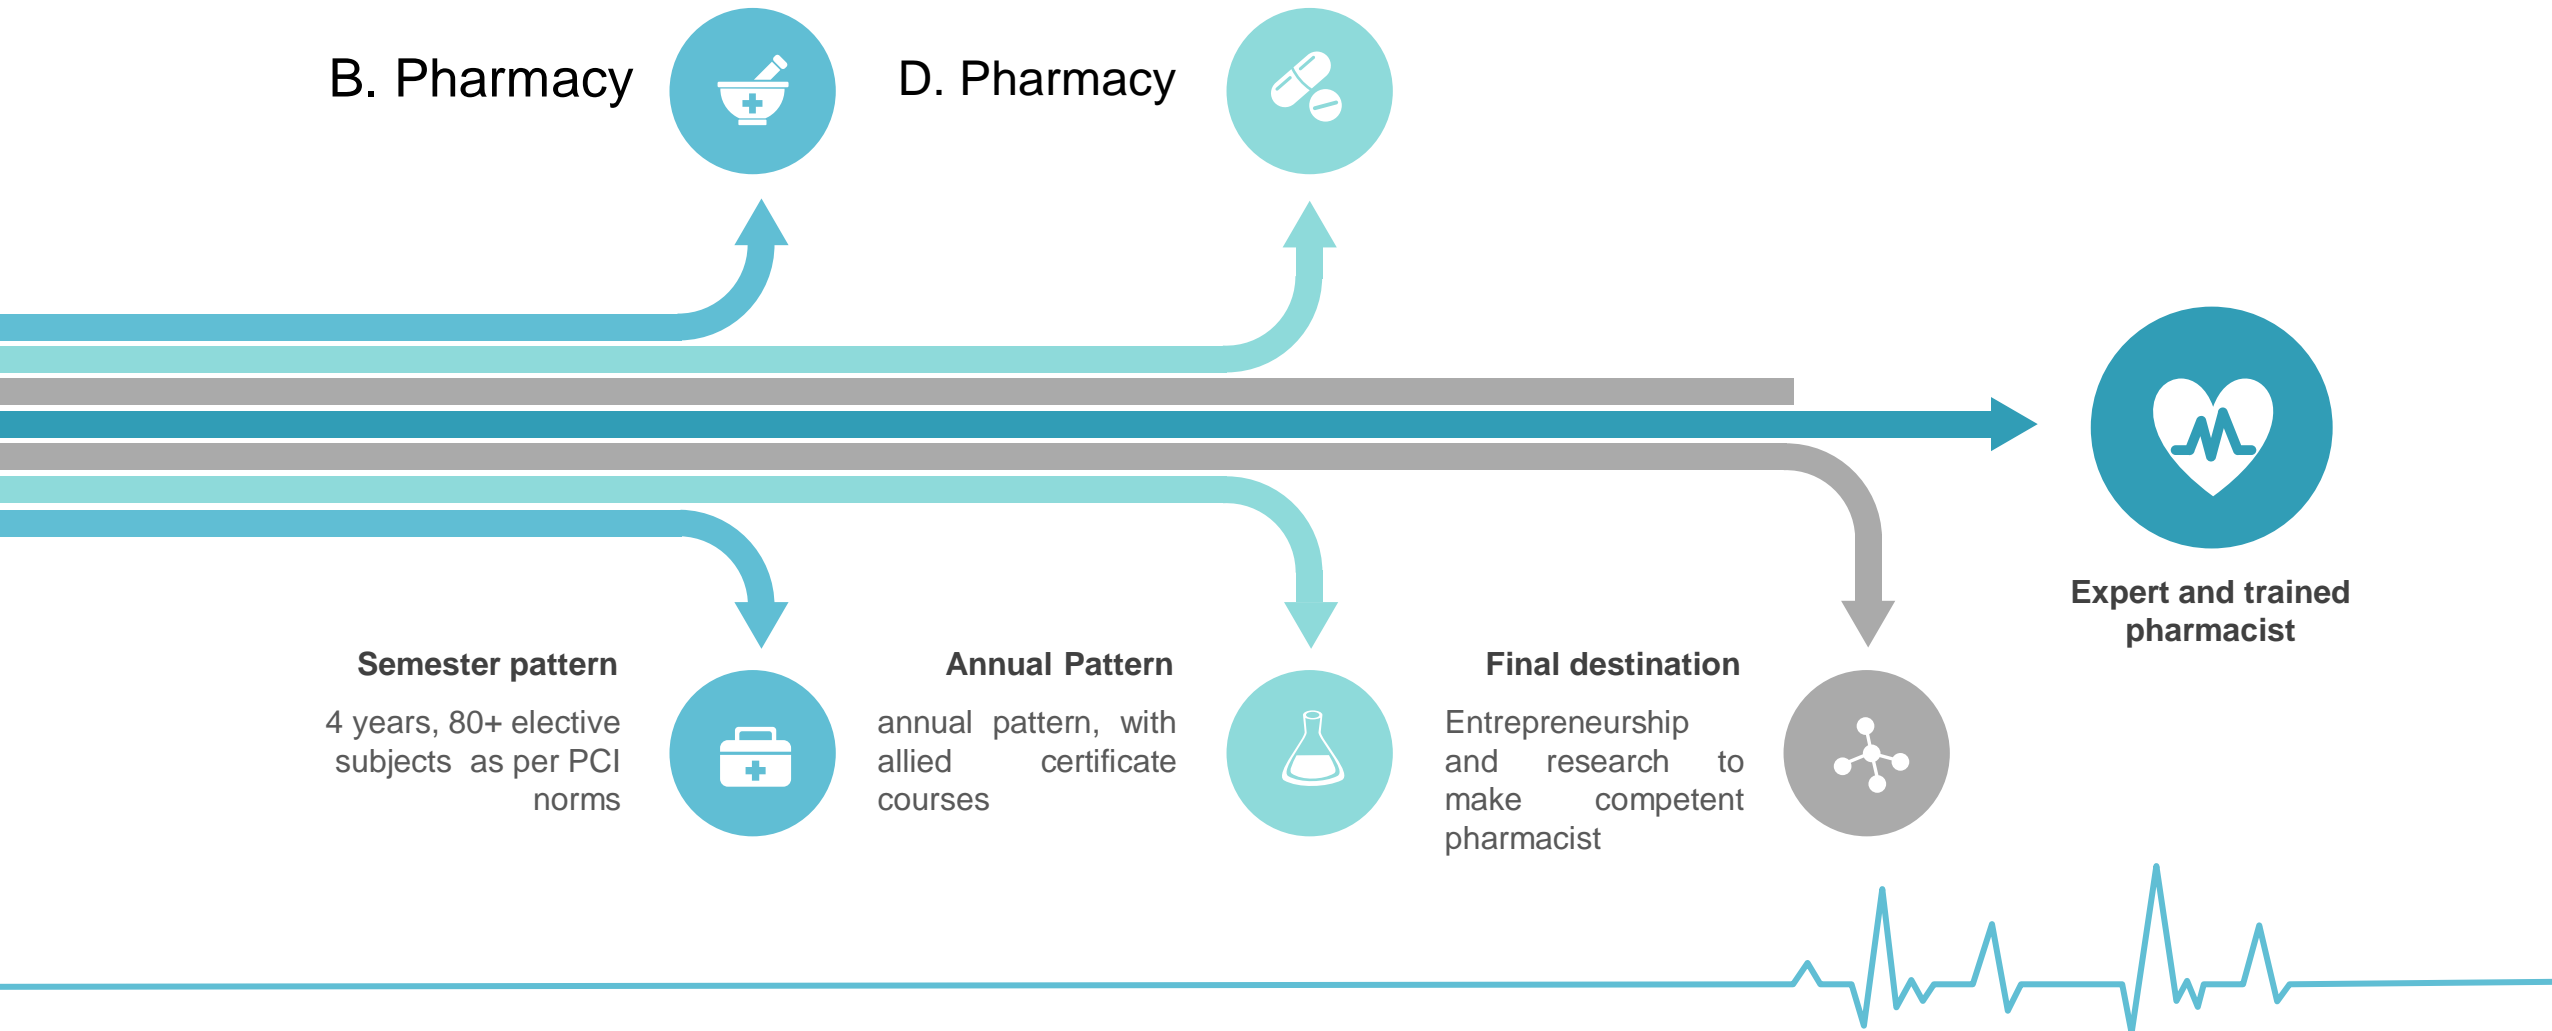 B. Pharmacy
D. Pharmacy
Expert and trained
pharmacist
Semester pattern
4 years, 80+ elective
subjects as per PCI
norms
Annual Pattern
annual pattern, with
allied certificate
courses
Final destination
Entrepreneurship
and research to
make competent
pharmacist